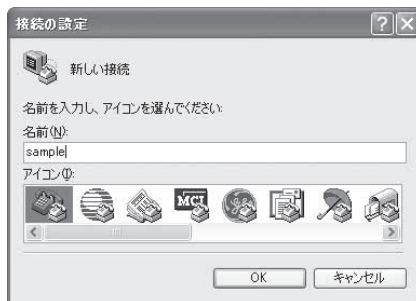 接続の設定
新しい接続
名前を入力し、アイコンを選んでください:
名前(N):
sample
アイコン(I):
MCI
OK
キャンセル